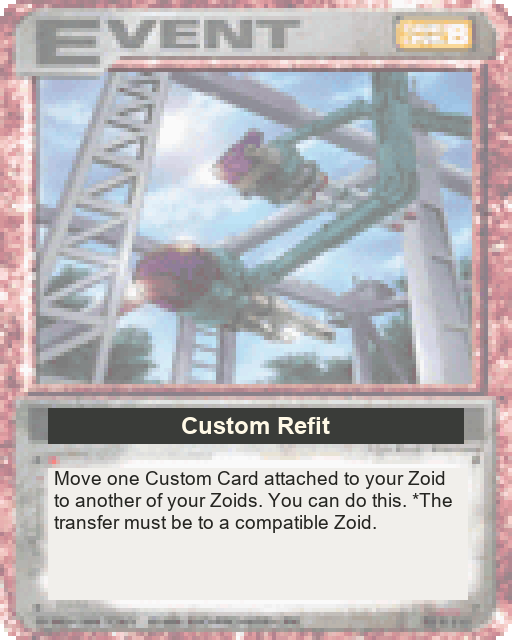 EVENT
B
Custom Refit
Move one Custom Card attached to your Zoid
to another of your Zoids. You can do this. *The
transfer must be to a compatible Zoid.